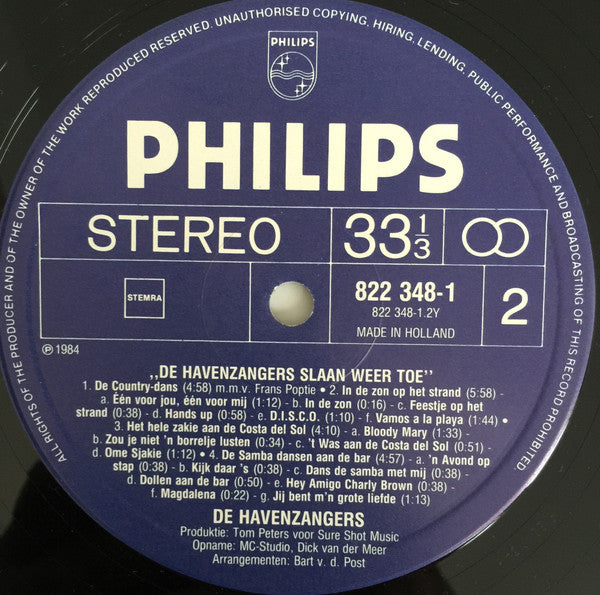 ALL RIGHTS OF THE PRODUCER AND OF THE OWNER OF THE WORK REPRODUCED RESERVED. UNAUTHORISED COPYING, HIRING, LENDING, PUBLIC PERFORMANCE AND BROADCASTING OF THIS RECORD PROHIBITED
PHILIPS
PHILIPS
STEREO
33 1/3
STEMRA
822 348-1
822 348-1.2Y
MADE IN HOLLAND
2
℗ 1984
,,DE HAVENZANGERS SLAAN WEER TOE’’
1. De Country-dans (4:58) m.m.v. Frans Poptie • 2. In de zon op het strand (5:58) -
a. Één voor jou, één voor mij (1:12) - b. In de zon (0:16) - c. Feestje op het
strand (0:38) - d. Hands up (0:58) - e. D.I.S.C.O. (1:10) - f. Vamos a la playa (1:44) •
3. Het hele zakie aan de Costa del Sol (4:10) - a. Bloody Mary (1:33) -
b. Zou je niet 'n borrelje lusten (0:34) - c. 't Was aan de Costa del Sol (0:51)
- d. Ome Sjakie (1:12) • 4. De Samba dansen aan de bar (4:57) - a. 'n Avond op
stap (0:38) - b. Kijk daar 's (0:38) - c. Dans de samba met mij (0:38) -
d. Dollen aan de bar (0:50) - e. Hey Amigo Charly Brown (0:38) -
f. Magdalena (0:22) - g. Jij bent m'n grote liefde (1:13)
DE HAVENZANGERS
Produktie: Tom Peters voor Sure Shot Music
Opname: MC-Studio, Dick van der Meer
Arrangementen: Bart v. d. Post